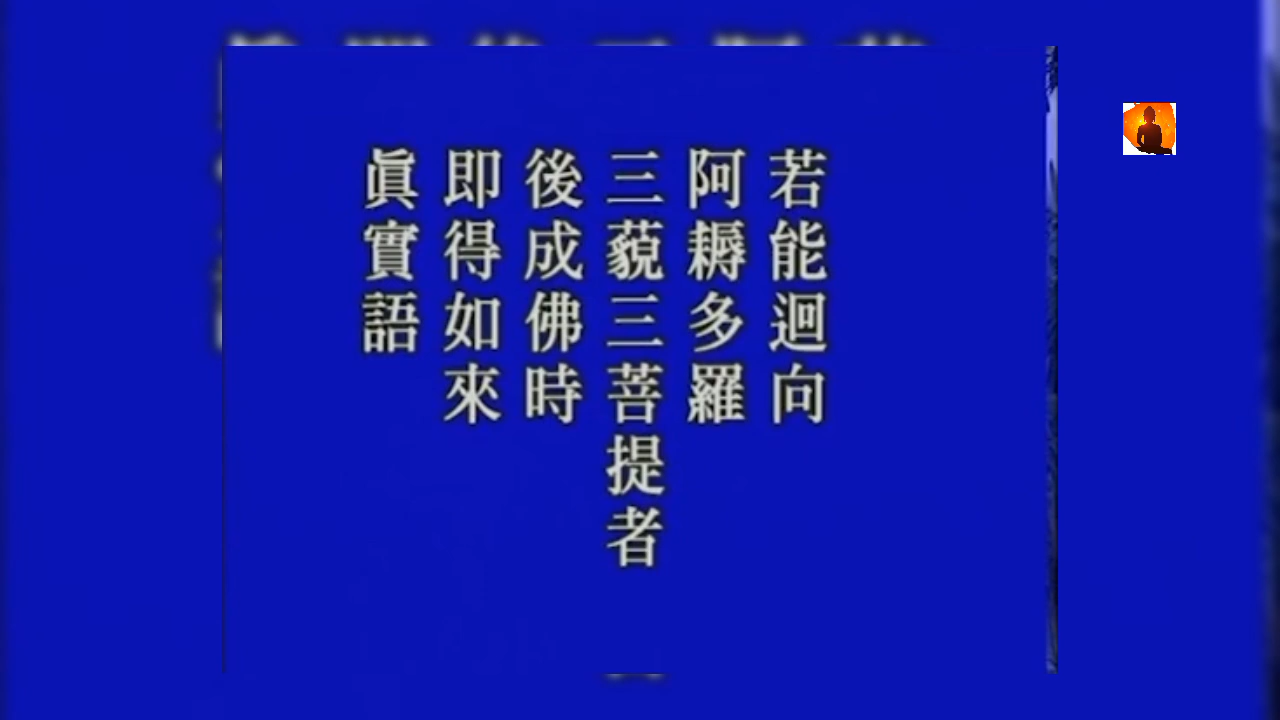 若能迴向
阿耨多羅
三藐三菩提者
後成佛時
即得如來
眞實語